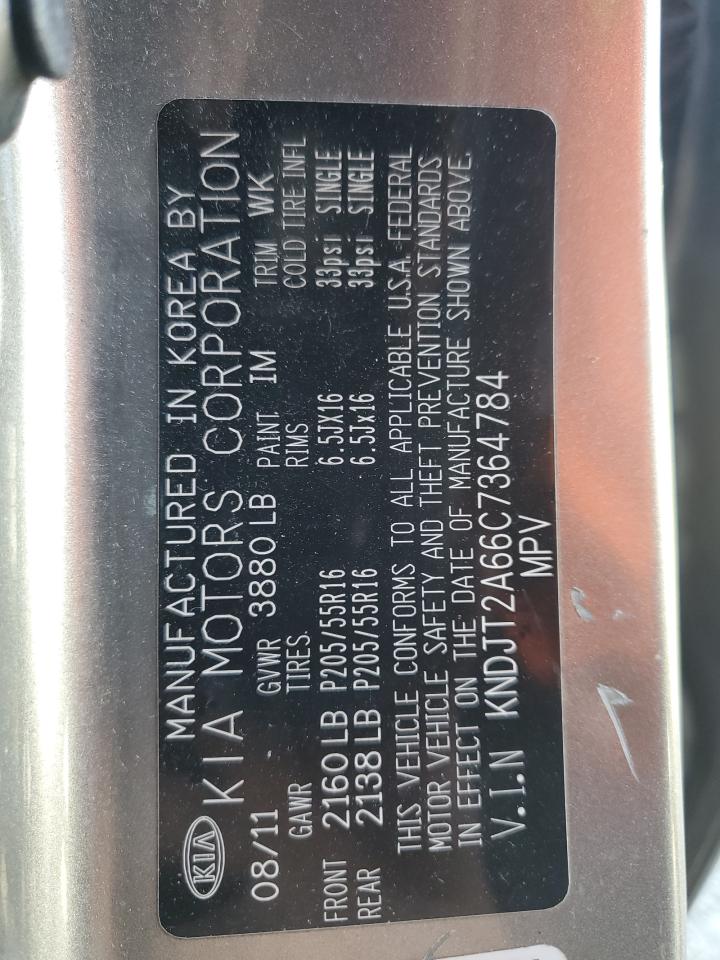 KIA
MANUFACTURED IN KOREA BY
KIA MOTORS CORPORATION
08/11 GVWR 3880 LB PAINT IM TRIM WK
GAWR TIRES. RIMS COLD TIRE INFL
FRONT 2160 LB P205/55R16 6.5JX16 33psi SINGLE
REAR 2138 LB P205/55R16 6.5Jx16 33psi SINGLE
THIS VEHICLE CONFORMS TO ALL APPLICABLE U.S.A. FEDERAL
MOTOR VEHICLE SAFETY AND THEFT PREVENTION STANDARDS
IN EFFECT ON THE DATE OF MANUFACTURE SHOWN ABOVE.
V.I.N KNDJT2A66C7364784
MPV